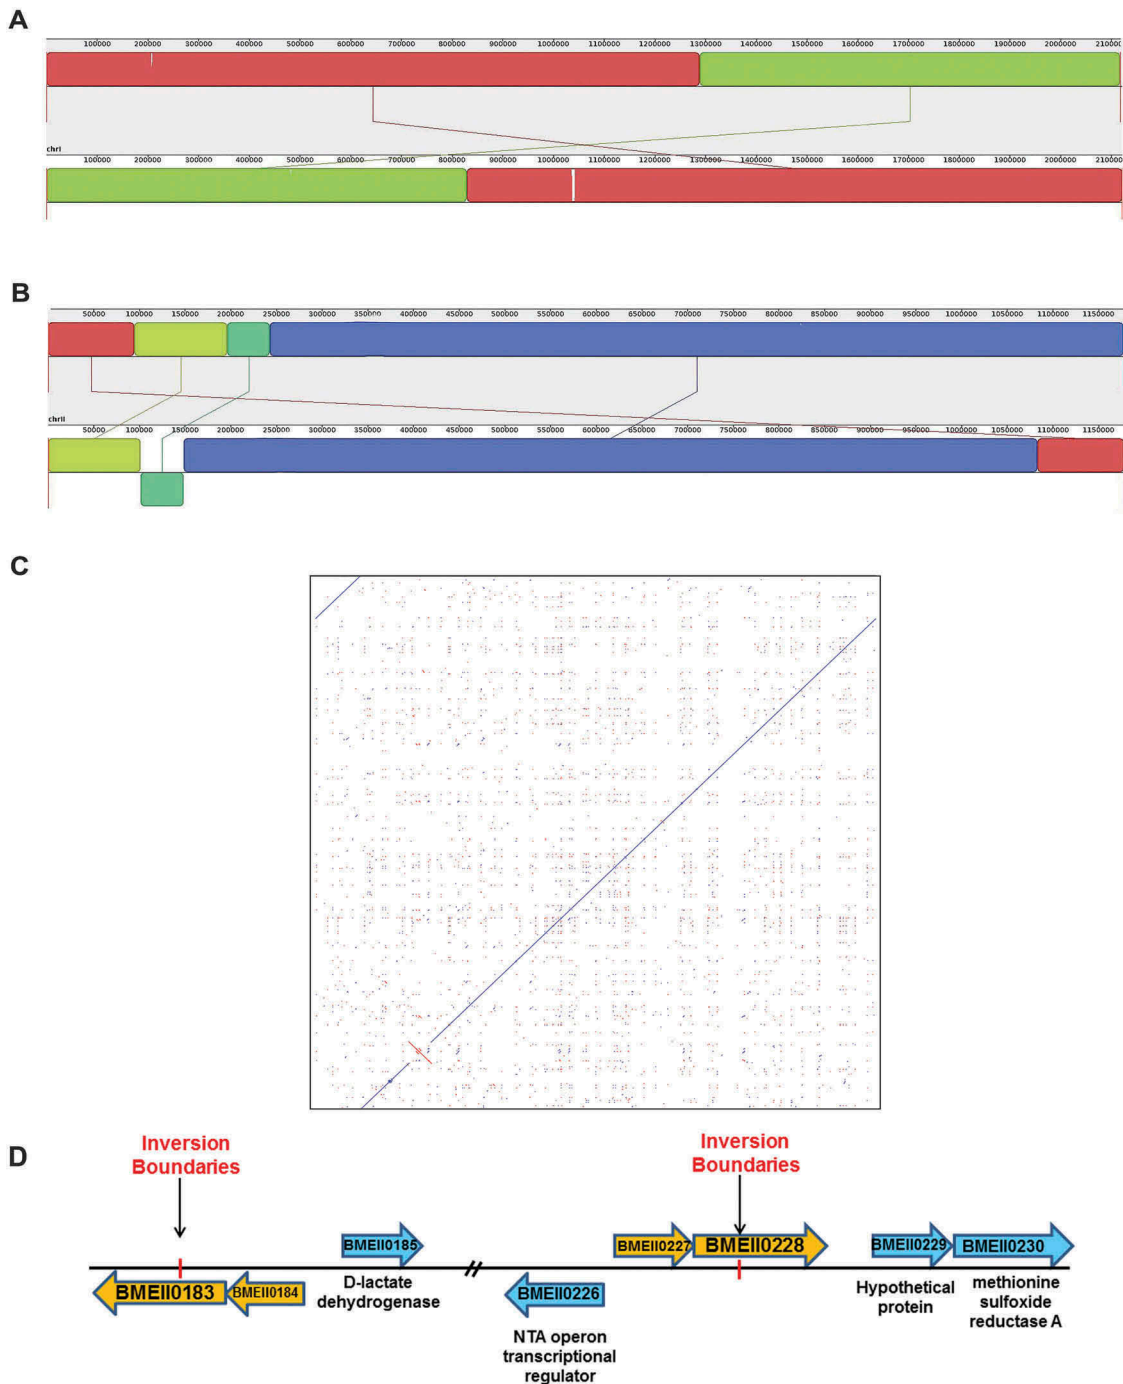 A
100000 200000 300000 400000 500000 600000 700000 800000 900000 1000000 1100000 1200000 1300000 1400000 1500000 1600000 1700000 1800000 1900000 2000000 21000
chrI
100000 200000 300000 400000 500000 600000 700000 800000 900000 1000000 1100000 1200000 1300000 1400000 1500000 1600000 1700000 1800000 1900000 2000000 21000
B
50000 100000 150000 200000 250000 300000 350000 400000 450000 500000 550000 600000 650000 700000 750000 800000 850000 900000 950000 1000000 1050000 1100000 1150000
chrII
50000 100000 150000 200000 250000 300000 350000 400000 450000 500000 550000 600000 650000 700000 750000 800000 850000 900000 950000 1000000 1050000 1100000 1150000
C
D
Inversion
Boundaries
Inversion
Boundaries
BMEII0185
BMEII0227
BMEII0228
BMEII0229
BMEII0230
BMEII0183
BMEII0184
D-lactate
dehydrogenase
BMEII0226
NTA operon
transcriptional
regulator
Hypothetical
protein
methionine
sulfoxide
reductase A